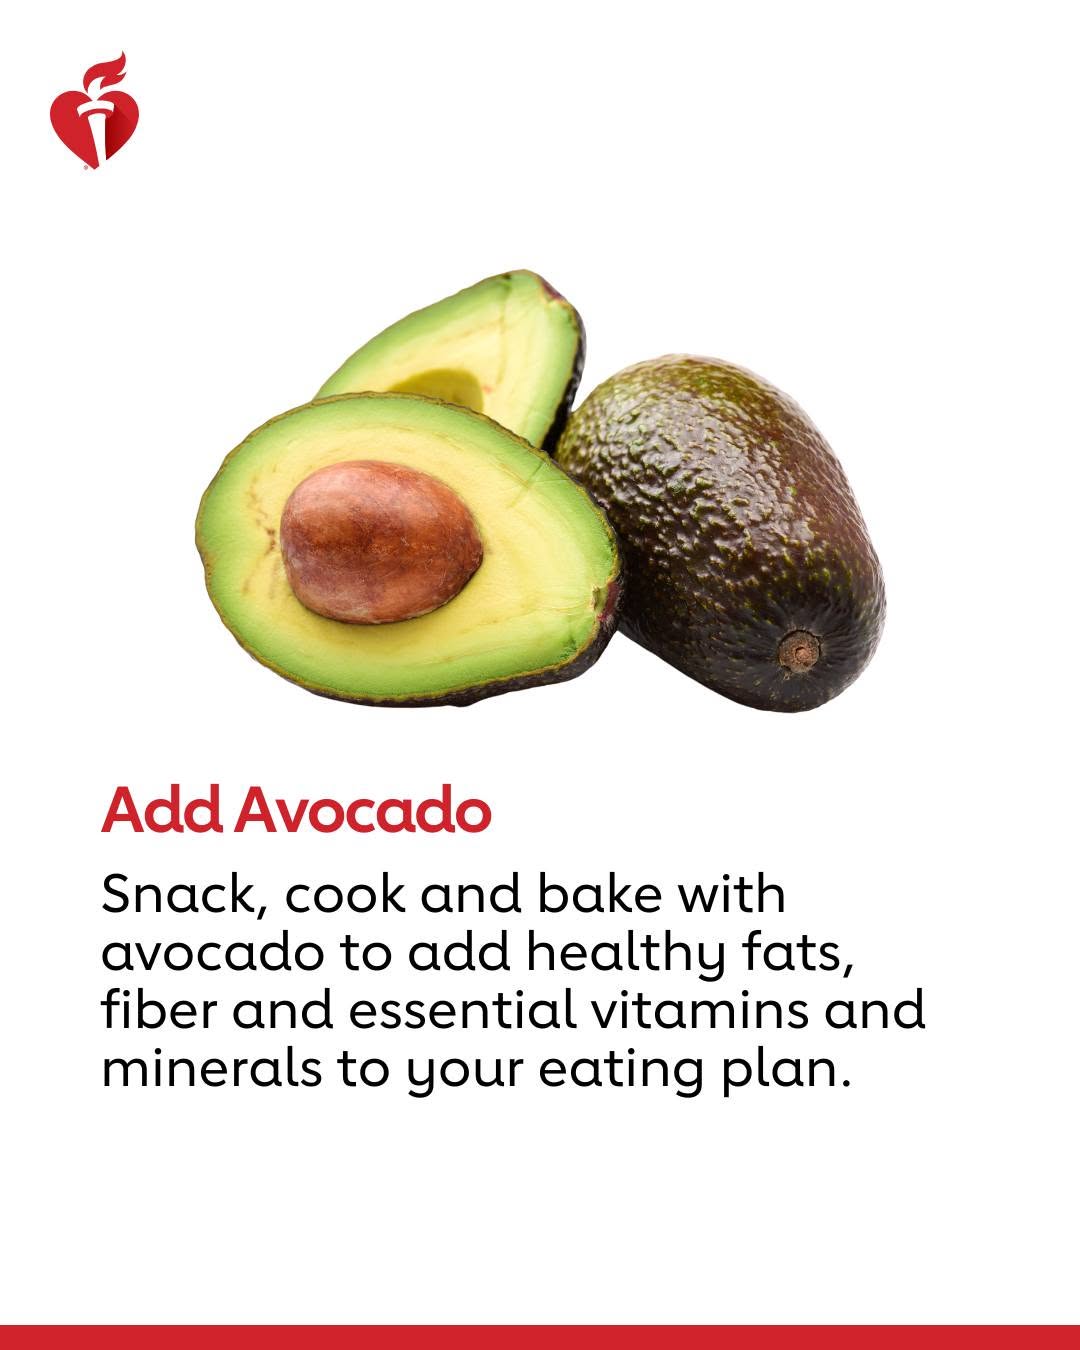 Add Avocado
Snack, cook and bake with
avocado to add healthy fats,
fiber and essential vitamins and
minerals to your eating plan.